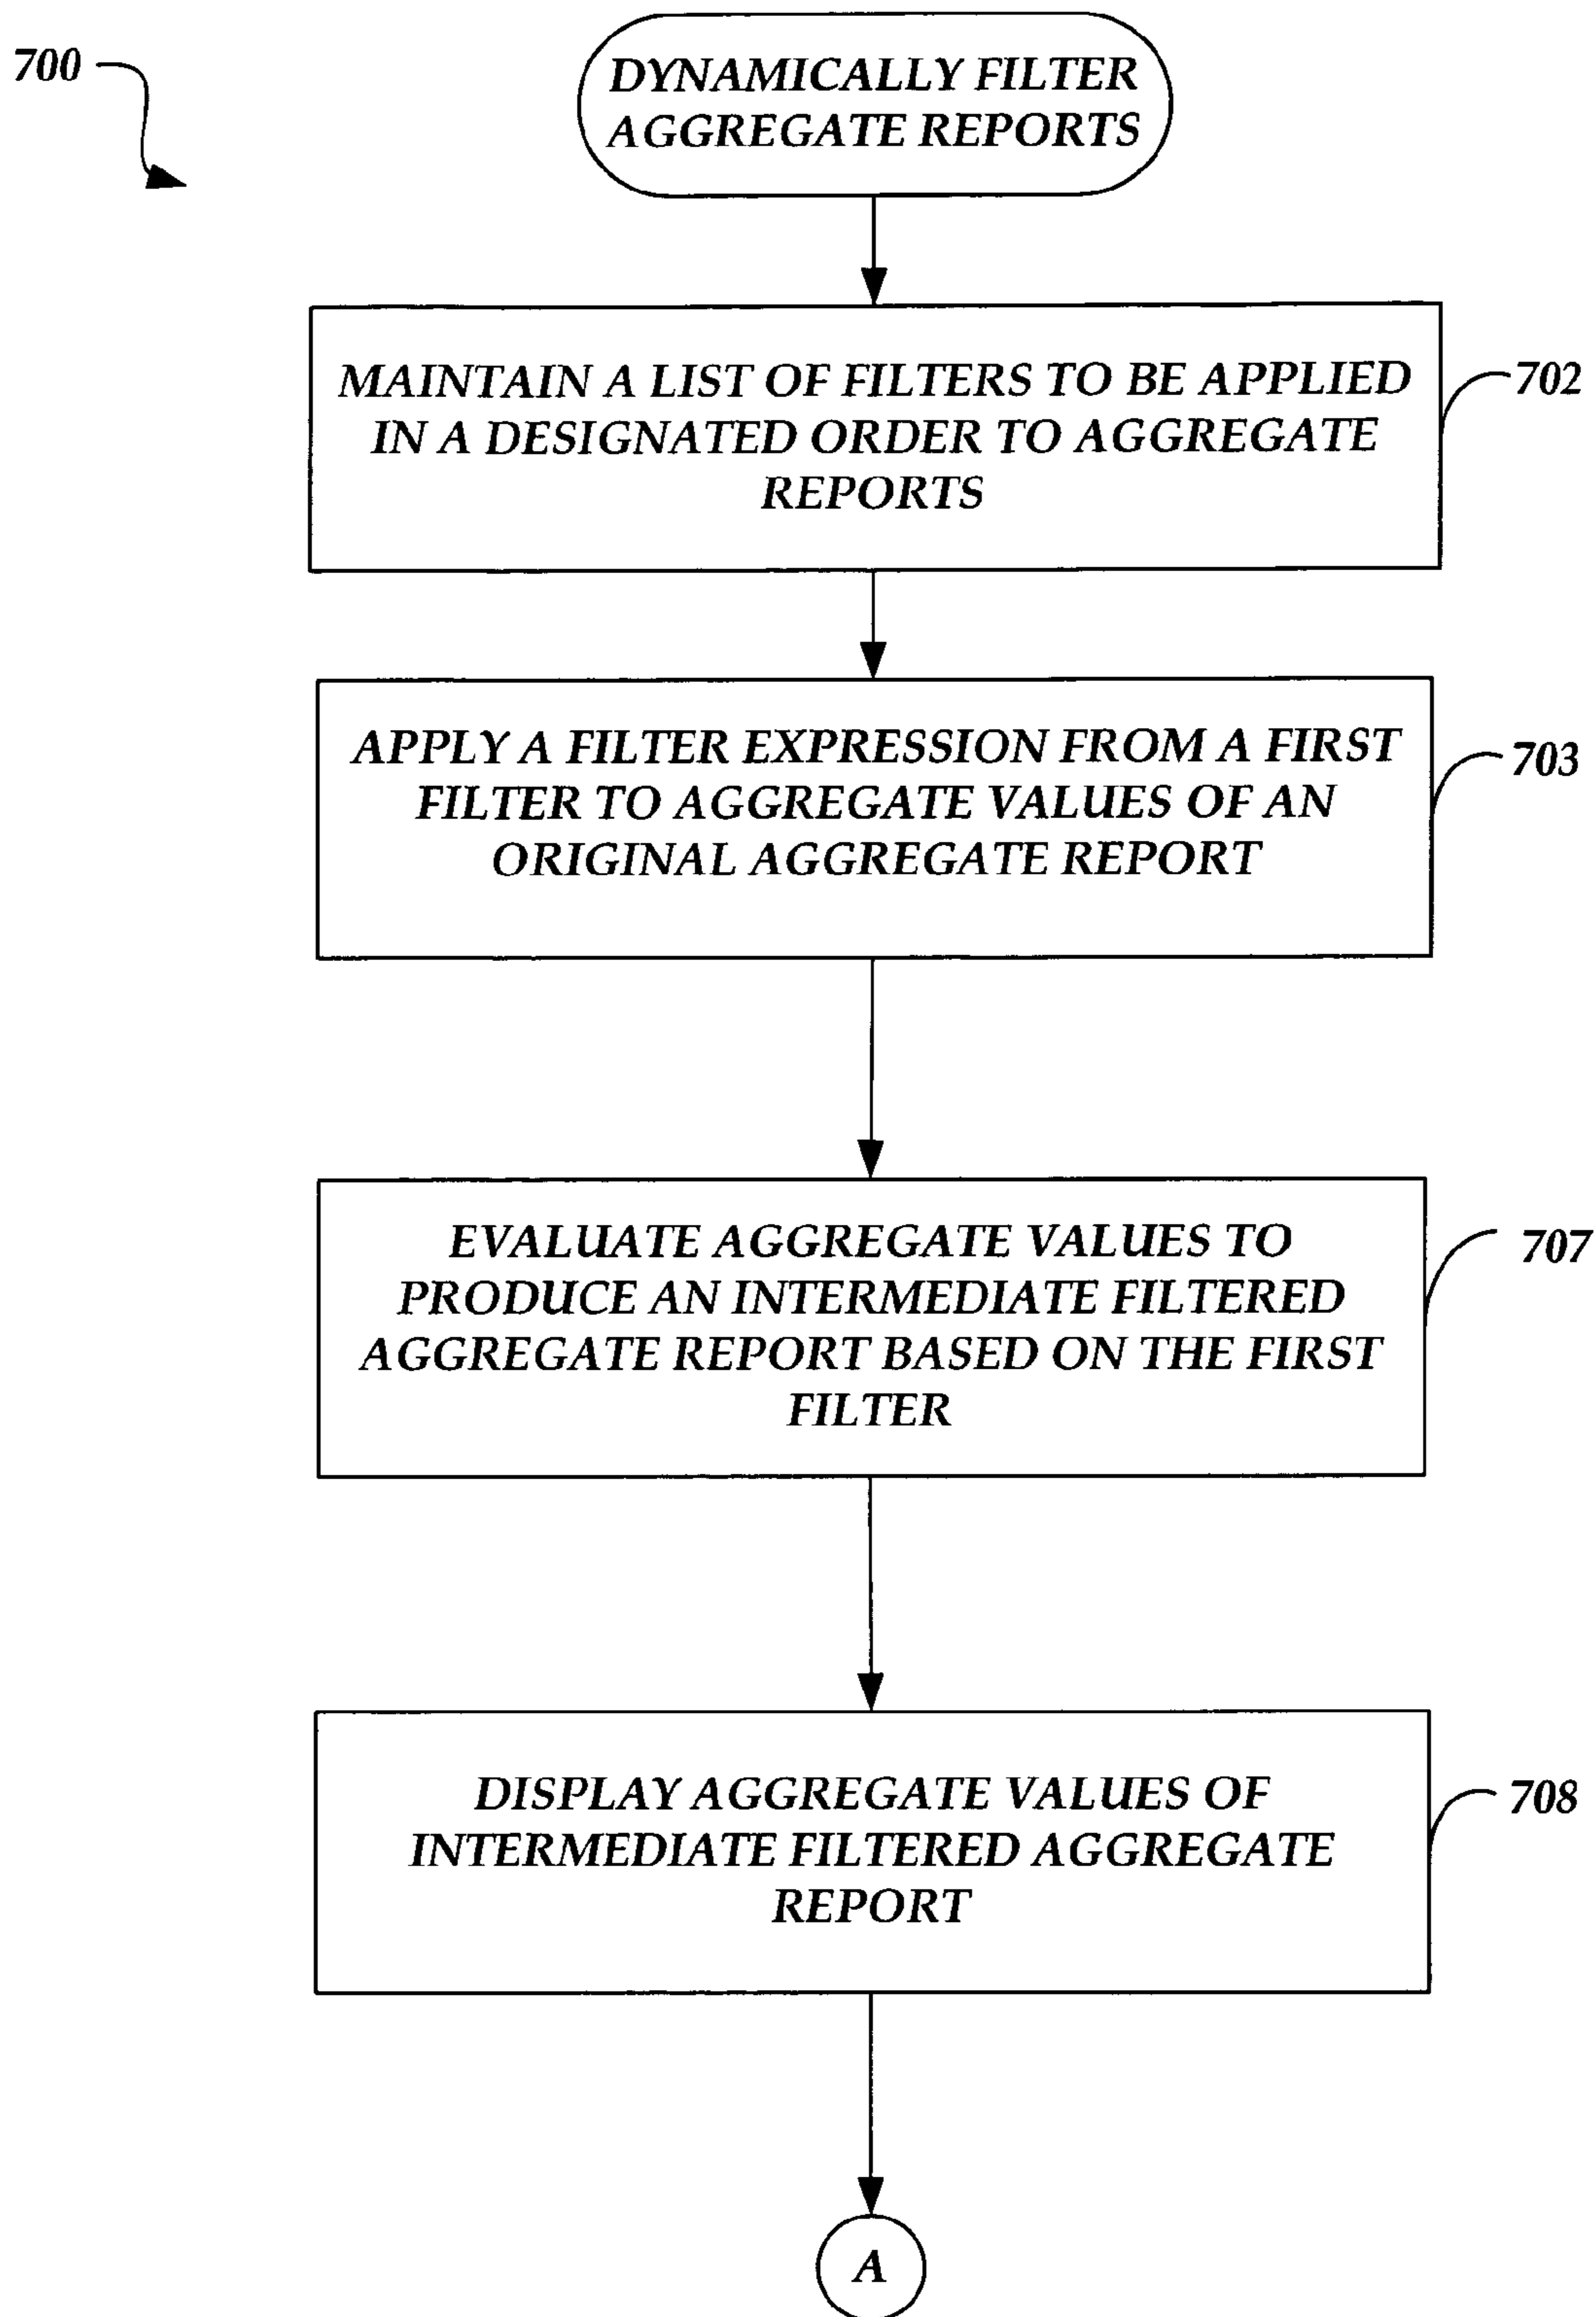 700
DYNAMICALLY FILTER
AGGREGATE REPORTS
MAINTAIN A LIST OF FILTERS TO BE APPLIED
IN A DESIGNATED ORDER TO AGGREGATE
REPORTS
702
APPLY A FILTER EXPRESSION FROM A FIRST
FILTER TO AGGREGATE VALUES OF AN
ORIGINAL AGGREGATE REPORT
703
EVALUATE AGGREGATE VALUES TO
PRODUCE AN INTERMEDIATE FILTERED
AGGREGATE REPORT BASED ON THE FIRST
FILTER
707
DISPLAY AGGREGATE VALUES OF
INTERMEDIATE FILTERED AGGREGATE
REPORT
708
A